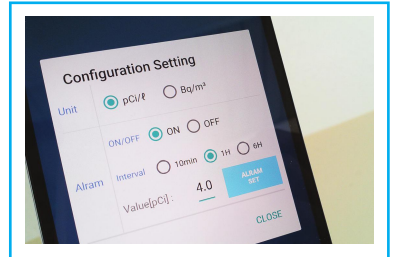 Configuration Setting
Unit pCi/ℓ Bq/m³
Alram
ON/OFF ON OFF
Interval 10min 1H 6H
Value[pCi] : 4.0 ALRAM SET
CLOSE